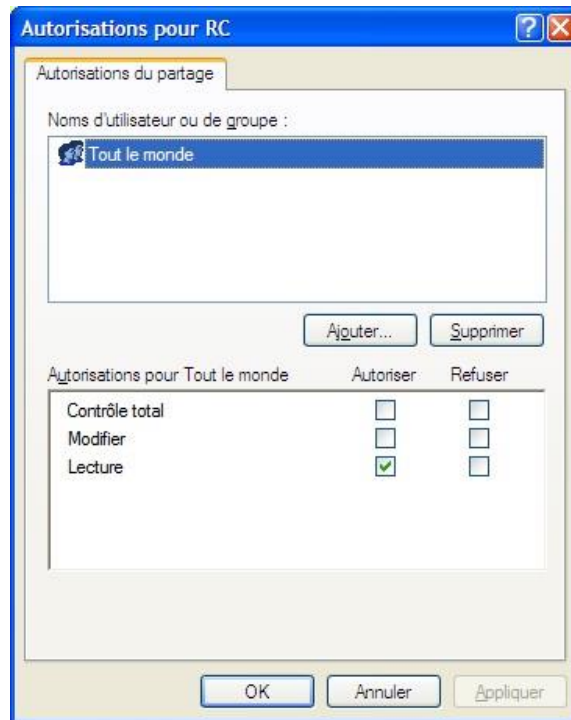 Autorisations pour RC
Autorisations du partage
Noms d'utilisateur ou de groupe :
Tout le monde
Ajouter... Supprimer
Autorisations pour Tout le monde Autoriser Refuser
Contrôle total
Modifier
Lecture
OK Annuler Appliquer